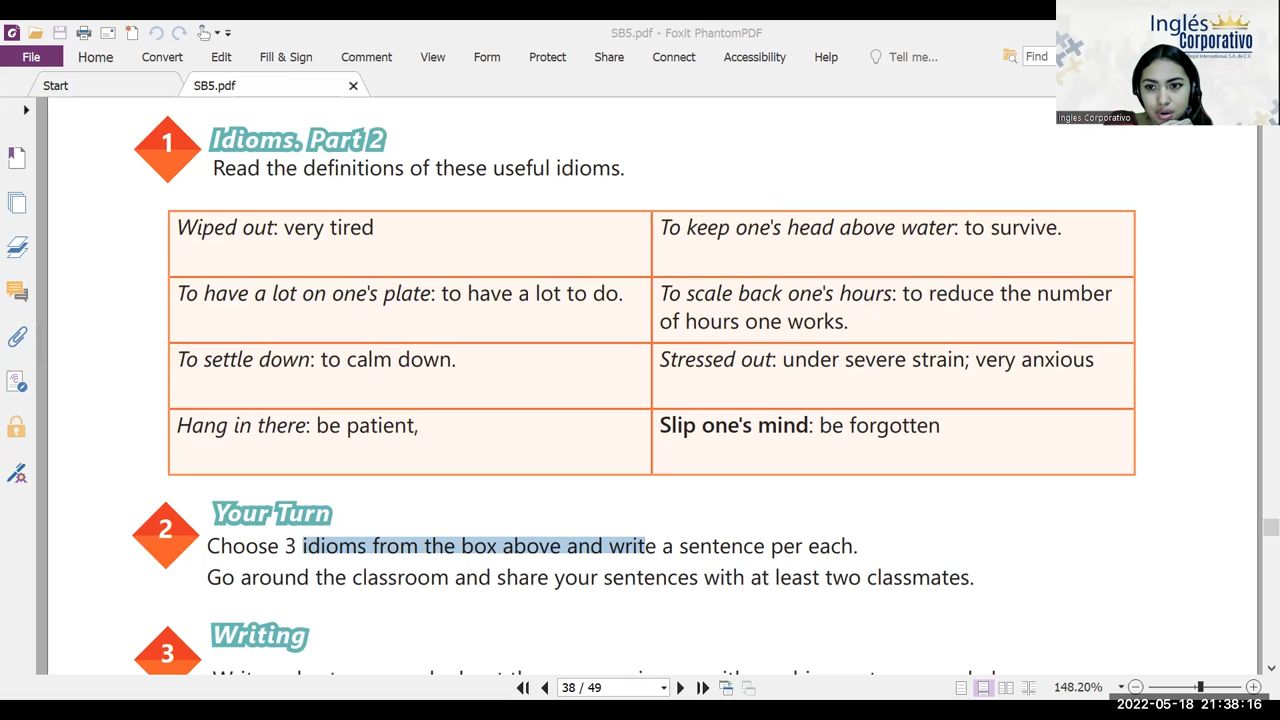 SB5.pdf - Foxit PhantomPDF
File Home Convert Edit Fill & Sign Comment View Form Protect Share Connect Accessibility Help Tell me... Find
Start SB5.pdf
Inglés
Corporativo
Ingles Corporativo
1 Idioms. Part 2
Read the definitions of these useful idioms.
Wiped out: very tired
To keep one's head above water: to survive.
To have a lot on one's plate: to have a lot to do.
To scale back one's hours: to reduce the number
of hours one works.
To settle down: to calm down.
Stressed out: under severe strain; very anxious
Hang in there: be patient,
Slip one's mind: be forgotten
2 Your Turn
Choose 3 idioms from the box above and write a sentence per each.
Go around the classroom and share your sentences with at least two classmates.
3 Writing
38 / 49
148.20%
2022-05-18 21:38:16